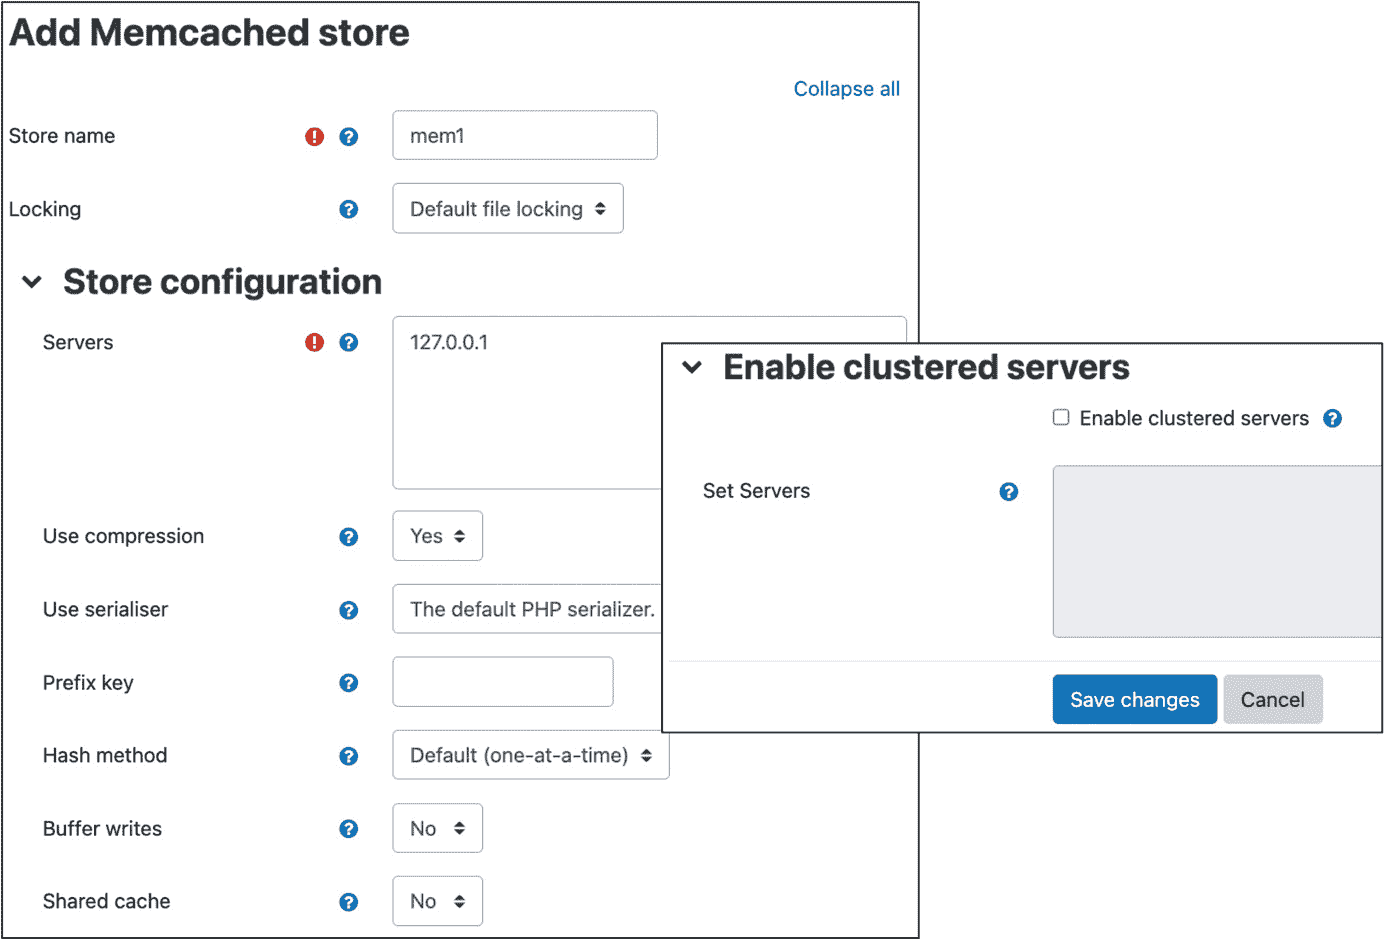 Add Memcached store
Collapse all
Store name ! ? mem1
Locking ? Default file locking
Store configuration
Servers ! ? 127.0.0.1
Use compression ? Yes
Use serialiser ? The default PHP serializer.
Prefix key ?
Hash method ? Default (one-at-a-time)
Buffer writes ? No
Shared cache ? No
Enable clustered servers
Enable clustered servers ?
Set Servers ?
Save changes Cancel